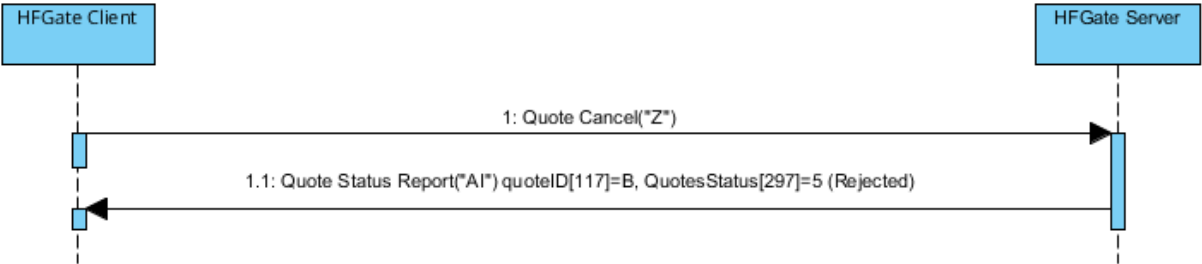 HFGate Client
HFGate Server
1: Quote Cancel("Z")
1.1: Quote Status Report("AI") quoteID[117]=B, QuotesStatus[297]=5 (Rejected)